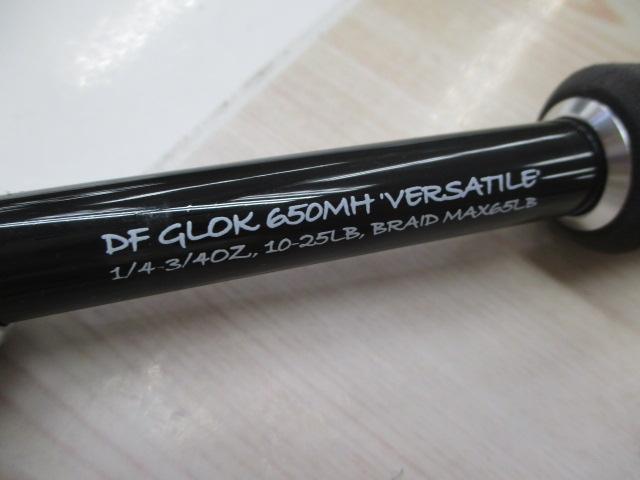 DF GLOK 650MH 'VERSATILE'
1/4-3/4OZ, 10-25LB, BRAID MAX65LB